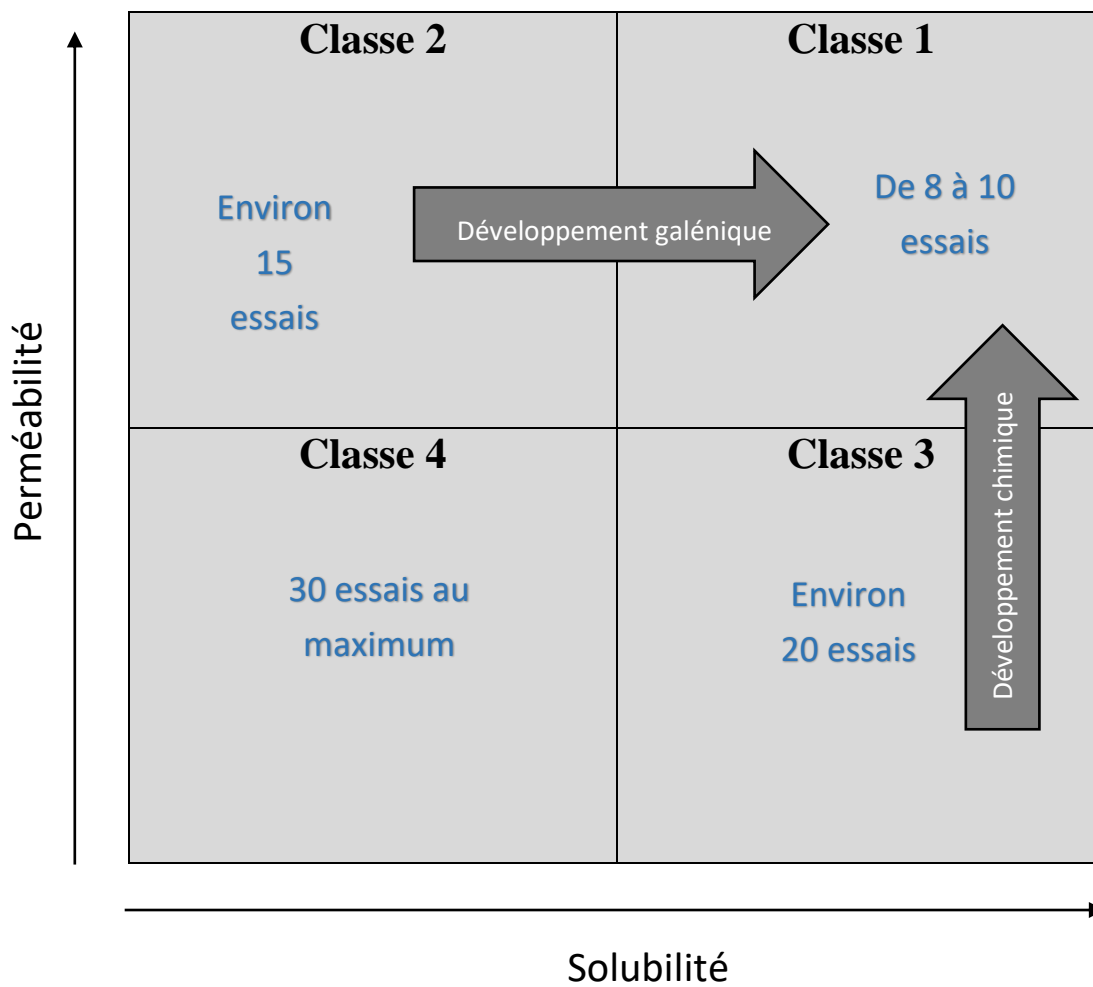 Classe 2
Classe 1
Environ
15
essais
Développement galénique
De 8 à 10
essais
Perméabilité
Classe 4
Classe 3
30 essais au
maximum
Environ
20 essais
Développement chimique
Solubilité